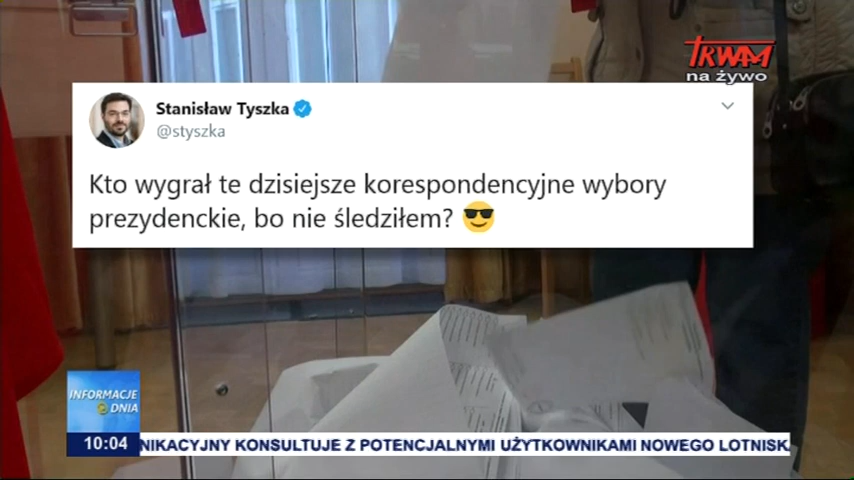 TRWAM
na żywo
Stanisław Tyszka
@styszka
Kto wygrał te dzisiejsze korespondencyjne wybory
prezydenckie, bo nie śledziłem? 😎
INFORMACJE
DNIA
10:04 NIKACYJNY KONSULTUJE Z POTENCJALNYMI UŻYTKOWNIKAMI NOWEGO LOTNISK